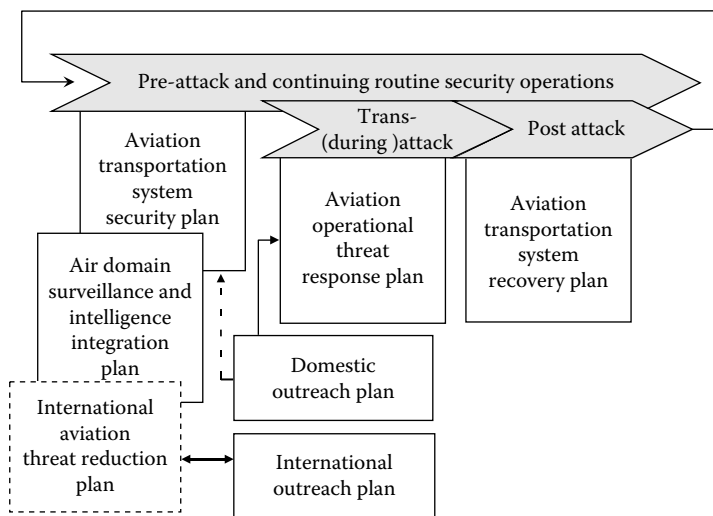 Pre-attack and continuing routine security operations
Trans-
(during )attack
Post attack
Aviation
transportation
system
security plan
Aviation
operational
threat
response plan
Aviation
transportation
system
recovery plan
Air domain
surveillance and
intelligence
integration
plan
Domestic
outreach plan
International
aviation
threat reduction
plan
International
outreach plan